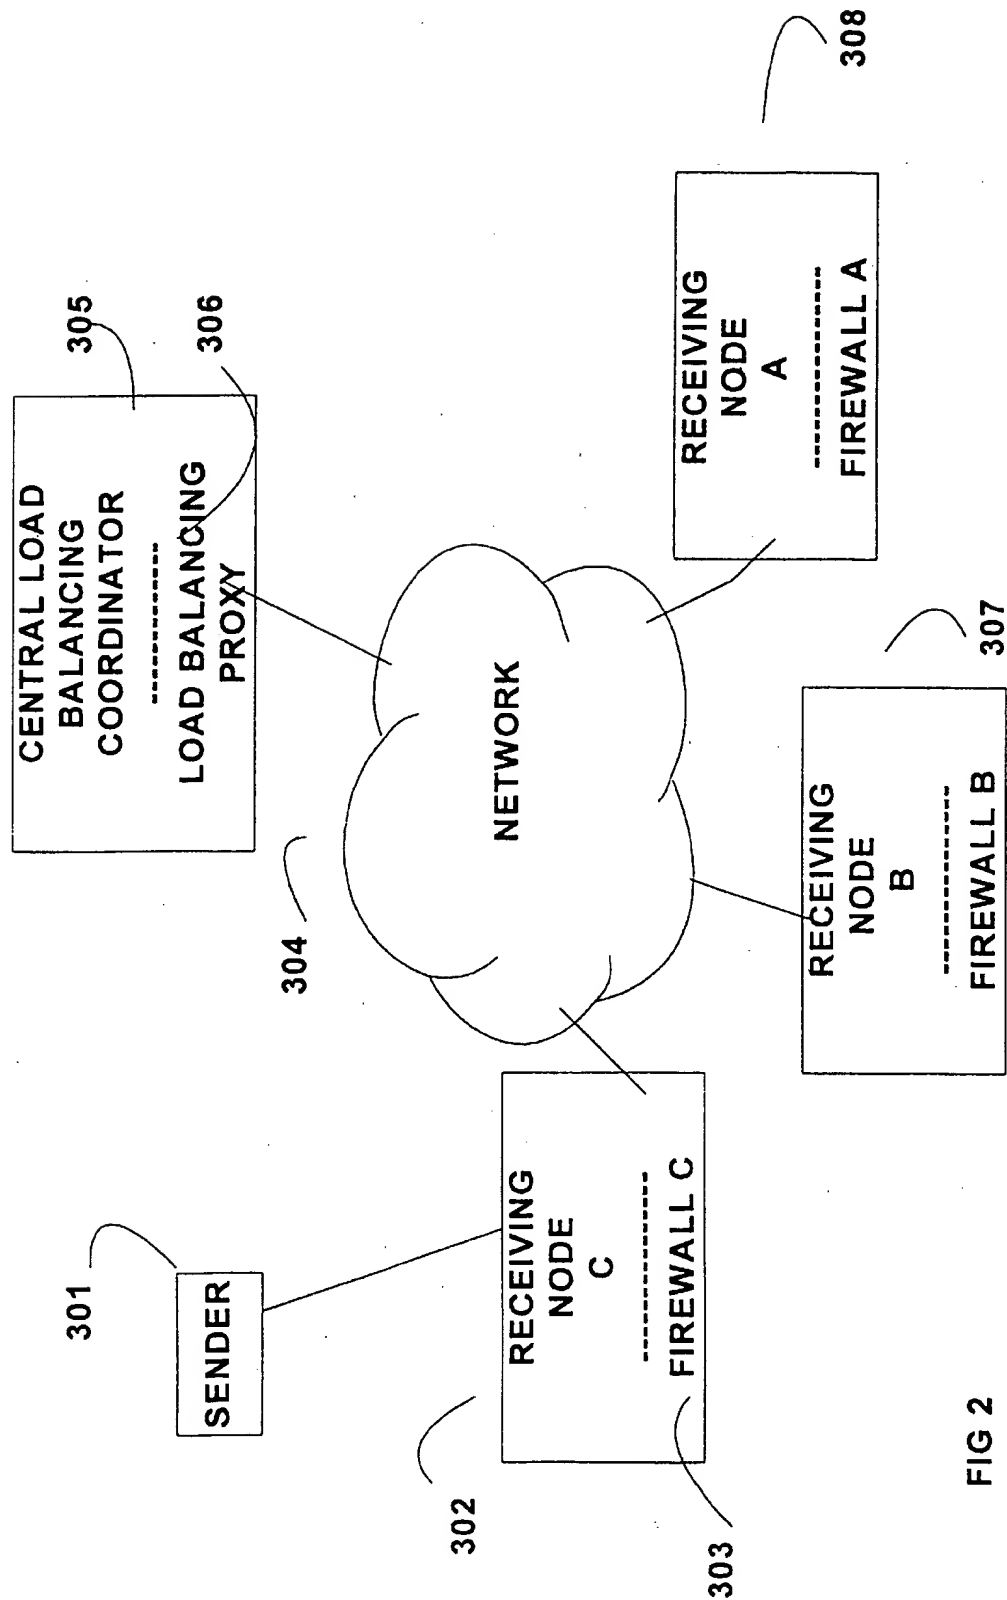 301
SENDER
302
303
RECEIVING
NODE
C
------------------
FIREWALL C
304
NETWORK
CENTRAL LOAD
BALANCING
COORDINATOR
---------------
LOAD BALANCING
PROXY
305
306
RECEIVING
NODE
B
------------------
FIREWALL B
307
RECEIVING
NODE
A
------------------
FIREWALL A
308
FIG 2